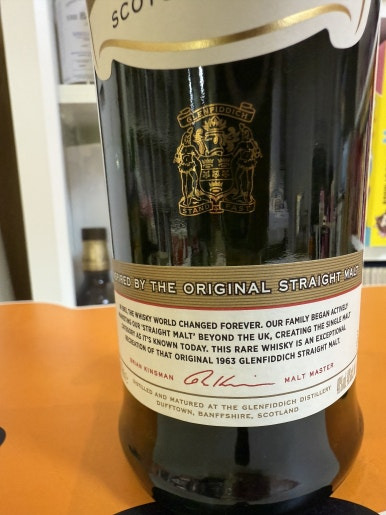 SCOT
GLENFIDDICH
STAND FAST
INSPIRED BY THE ORIGINAL STRAIGHT MALT
IN 1963, THE WHISKY WORLD CHANGED FOREVER. OUR FAMILY BEGAN ACTIVELY
PROMOTING OUR 'STRAIGHT MALT' BEYOND THE UK, CREATING THE SINGLE MALT
CATEGORY AS IT'S KNOWN TODAY. THIS RARE WHISKY IS AN EXCEPTIONAL
RECREATION OF THAT ORIGINAL 1963 GLENFIDDICH STRAIGHT MALT.
BRIAN KINSMAN MALT MASTER
DISTILLED AND MATURED AT THE GLENFIDDICH DISTILLERY
DUFFTOWN, BANFFSHIRE, SCOTLAND